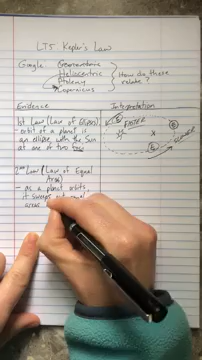 LT5 Kepler's Law
Google Geocentric
Heliocentric
Ptolemy
Copernicus
How do these
relate?
Evidence
1st Law (Law of Ellipses)
- orbit of a planet is
an ellipse with the Sun
at one of two foci
2nd Law (Law of Equal
Area)
- as a planet orbits,
it sweeps out equal
areas
Interpretation
FASTER
SLOWER